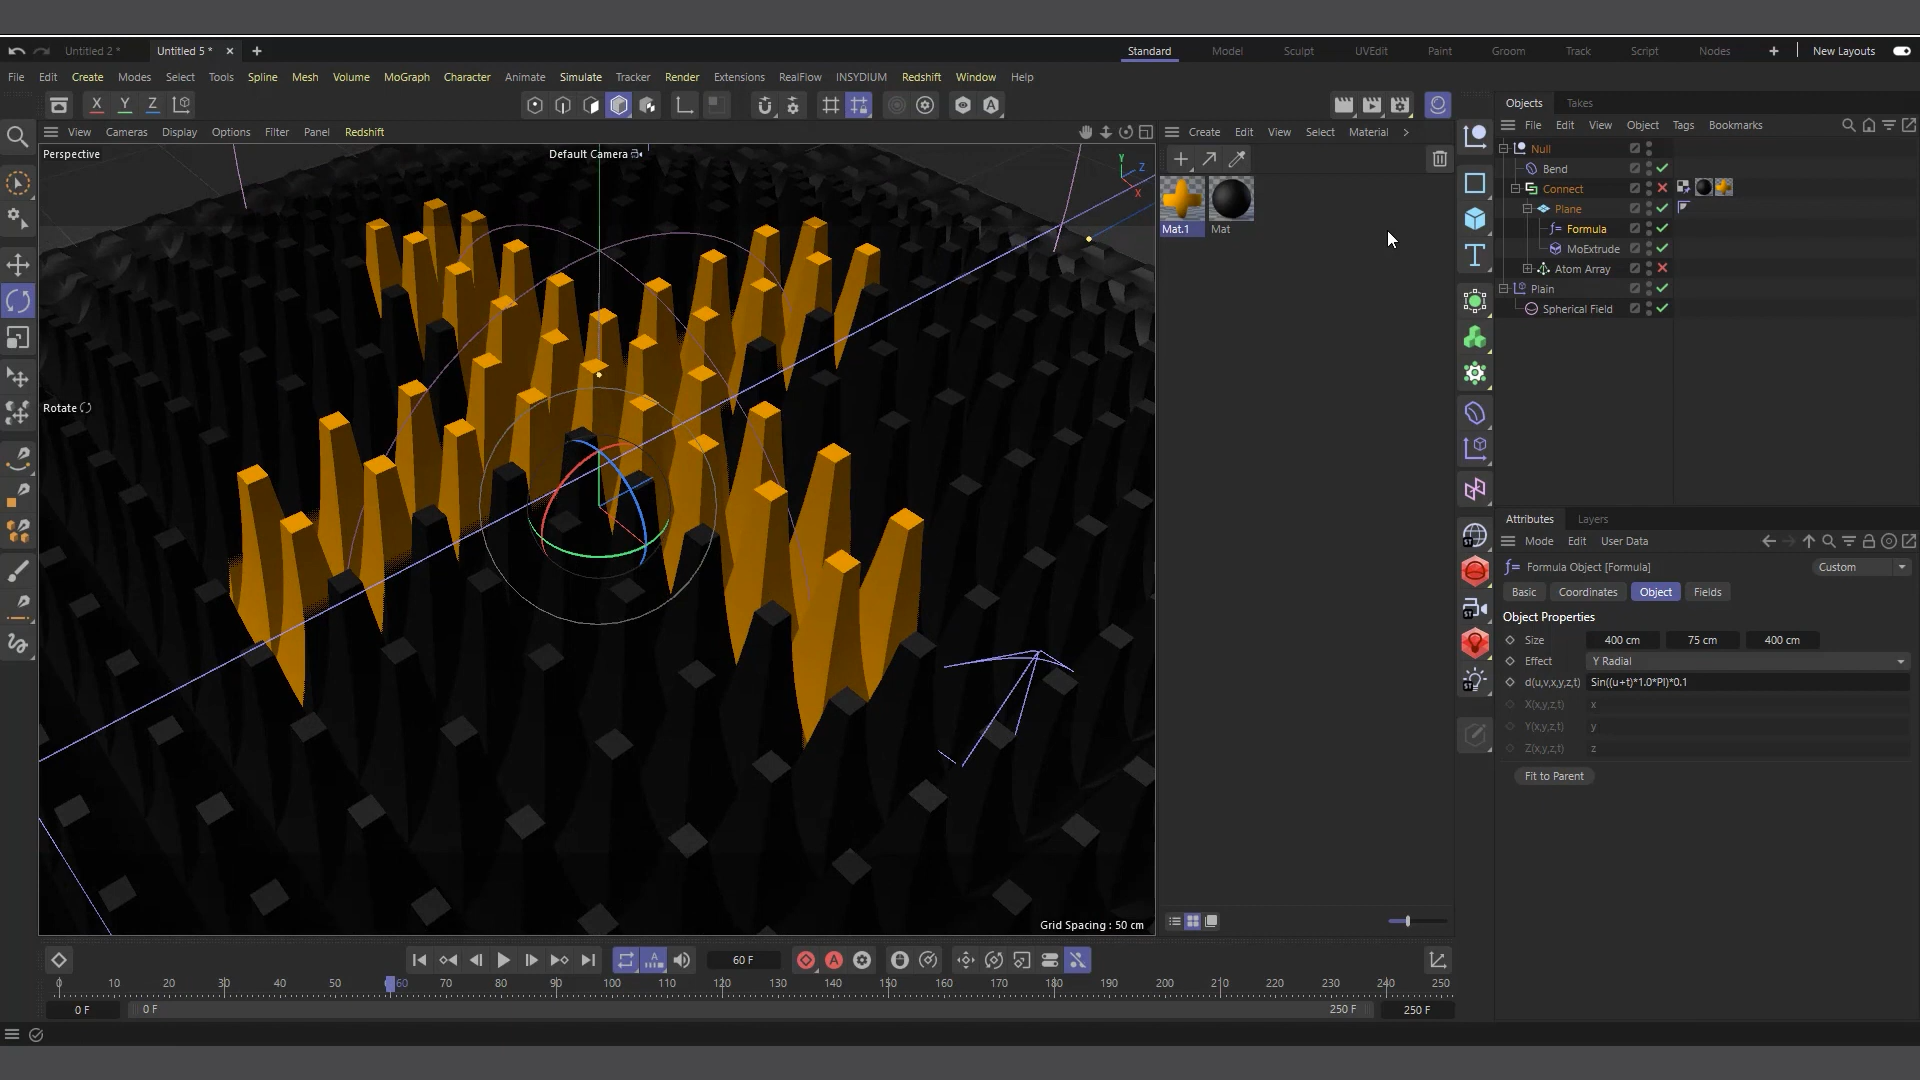 Untitled 2 *
Untitled 5 *
Standard Model Sculpt UVEdit Paint Groom Track Script Nodes New Layouts
File Edit Create Modes Select Tools Spline Mesh Volume MoGraph Character Animate Simulate Tracker Render Extensions RealFlow INSYDIUM Redshift Window Help
X Y Z
Objects Takes
File Edit View Object Tags Bookmarks
View Cameras Display Options Filter Panel Redshift
Create Edit View Select Material
Perspective
Default Camera
Y
Z
X
Mat.1 Mat
Rotate
Grid Spacing : 50 cm
Null
Bend
Connect
Plane
Formula
MoExtrude
Atom Array
Plain
Spherical Field
T
ST
ST
ST
Attributes Layers
Mode Edit User Data
Formula Object [Formula] Custom
Basic Coordinates Object Fields
Object Properties
Size 400 cm 75 cm 400 cm
Effect Y Radial
d(u,v,x,y,z,t) Sin((u+t)*1.0*PI)*0.1
X(x,y,z,t) x
Y(x,y,z,t) y
Z(x,y,z,t) z
Fit to Parent
60 F
0 10 20 30 40 50 60 70 80 90 100 110 120 130 140 150 160 170 180 190 200 210 220 230 240 250
0 F 0 F 250 F 250 F